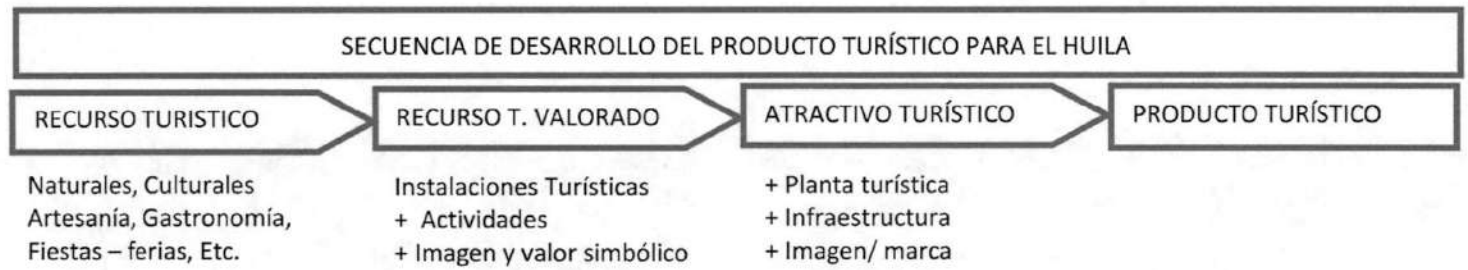 SECUENCIA DE DESARROLLO DEL PRODUCTO TURÍSTICO PARA EL HUILA
RECURSO TURISTICO
RECURSO T. VALORADO
ATRACTIVO TURÍSTICO
PRODUCTO TURÍSTICO
Naturales, Culturales
Artesanía, Gastronomía,
Fiestas – ferias, Etc.
Instalaciones Turísticas
+ Actividades
+ Imagen y valor simbólico
+ Planta turística
+ Infraestructura
+ Imagen/ marca